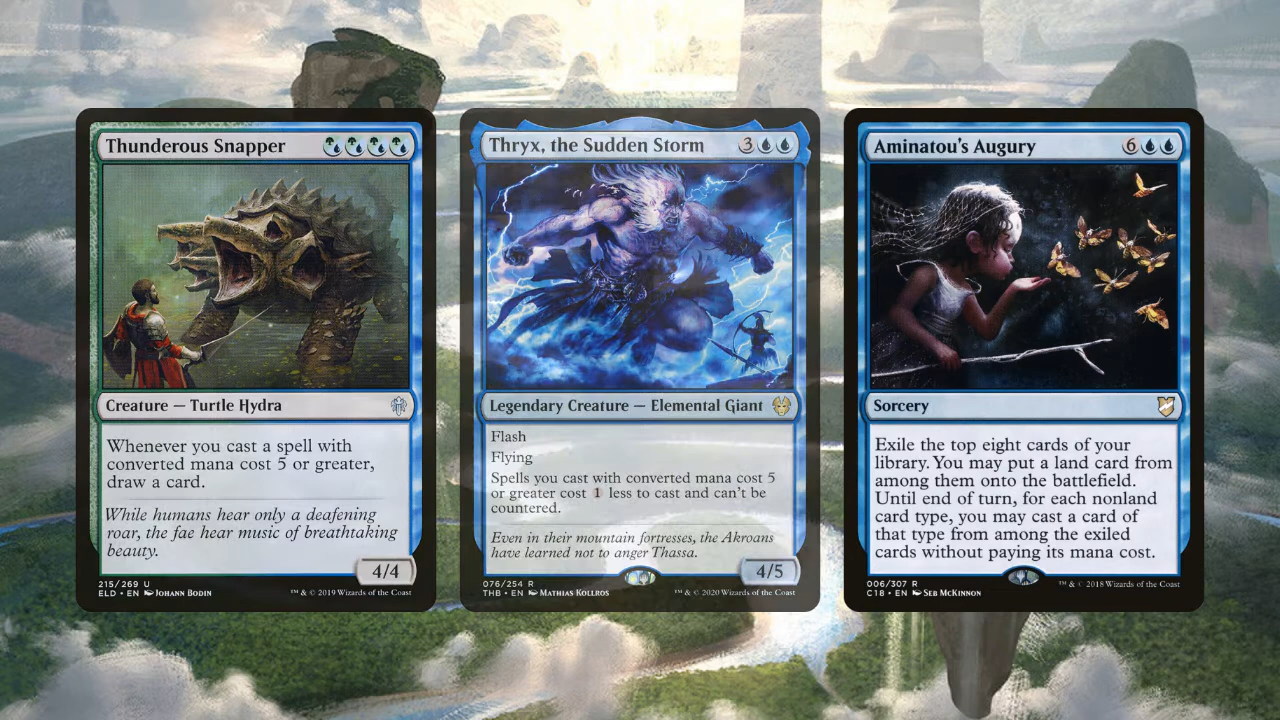 Thunderous Snapper
Creature — Turtle Hydra
Whenever you cast a spell with
converted mana cost 5 or greater,
draw a card.
While humans hear only a deafening
roar, the fae hear music of breathtaking
beauty.
4/4
215/269 U
ELD • EN Johann Bodin
™ & © 2019 Wizards of the Coast
Thryx, the Sudden Storm
3
Legendary Creature — Elemental Giant
Flash
Flying
Spells you cast with converted mana cost 5
or greater cost 1 less to cast and can't be
countered.
Even in their mountain fortresses, the Akroans
have learned not to anger Thassa.
4/5
076/254 R
THB • EN Mathias Kollros
™ & © 2020 Wizards of the Coast
Aminatou's Augury
6
Sorcery
Exile the top eight cards of your
library. You may put a land card from
among them onto the battlefield.
Until end of turn, for each nonland
card type, you may cast a card of
that type from among the exiled
cards without paying its mana cost.
006/307 R
C18 • EN Seb McKinnon
™ & © 2018 Wizards of the Coast